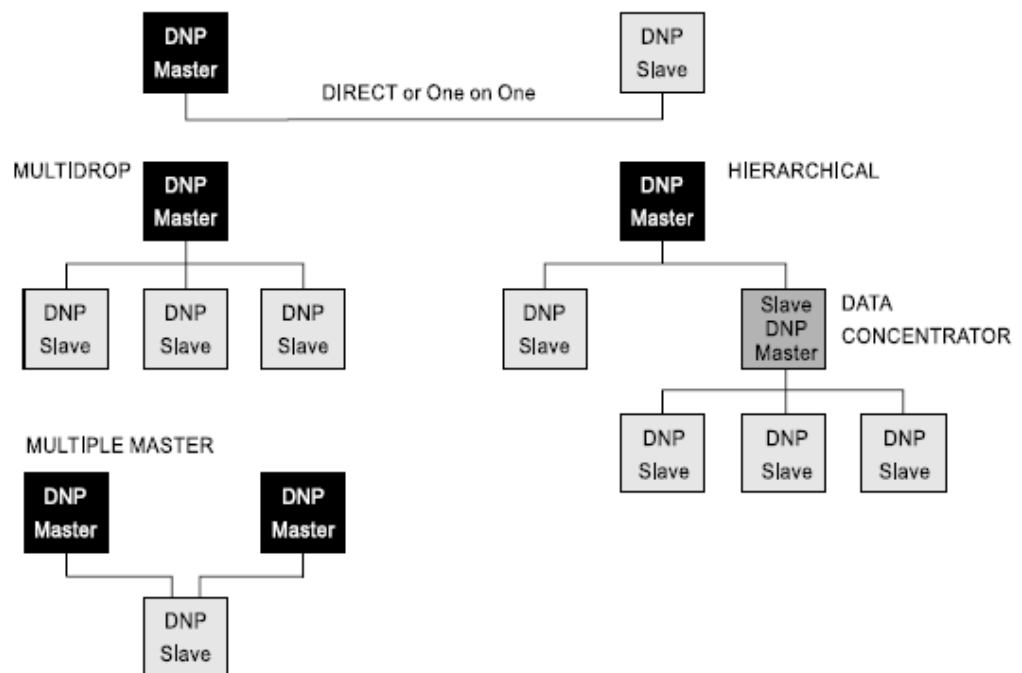 DNP
Master
DNP
Slave
DIRECT or One on One
MULTIDROP
DNP
Master
DNP
Slave
DNP
Slave
DNP
Slave
HIERARCHICAL
DNP
Master
DNP
Slave
Slave
DNP
Master
DATA
CONCENTRATOR
DNP
Slave
DNP
Slave
DNP
Slave
MULTIPLE MASTER
DNP
Master
DNP
Master
DNP
Slave